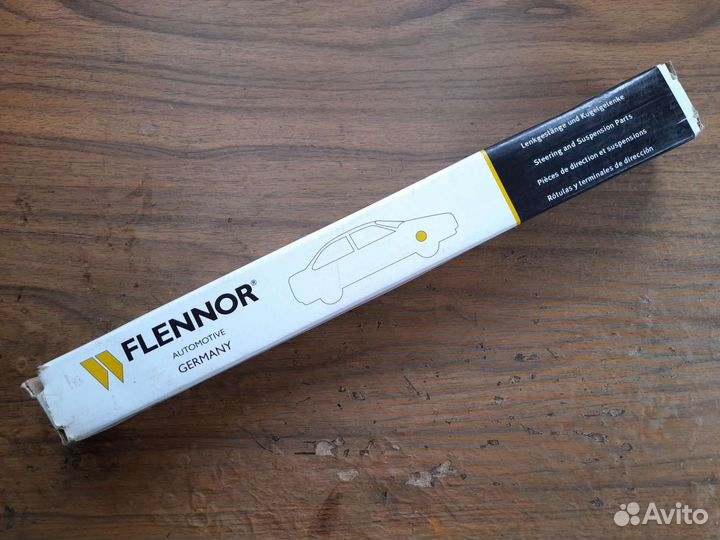 FLENNOR®
AUTOMOTIVE
GERMANY
Lenkgestänge und Kugelgelenke
Steering and Suspension Parts
Pièces de direction et suspensions
Rótulas y terminales de dirección
Avito